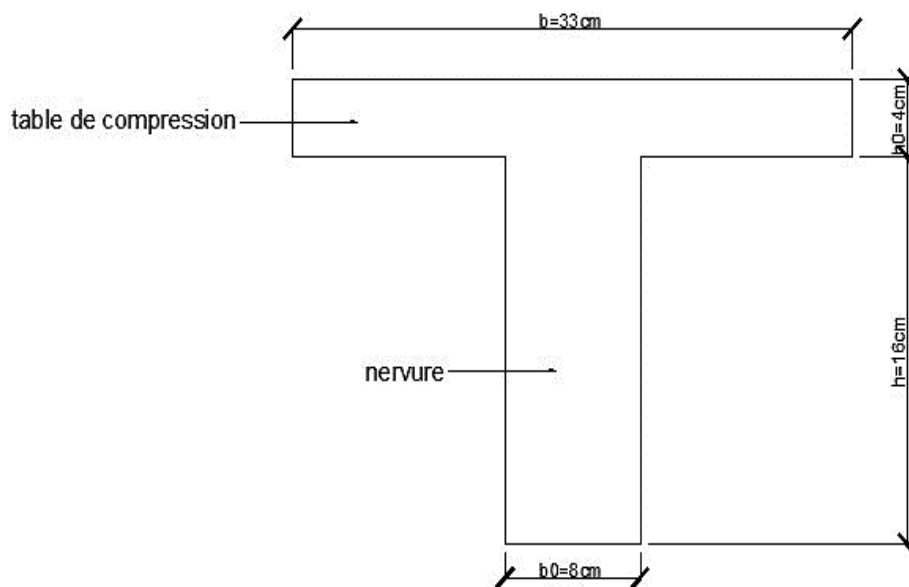 b=33cm
table de compression
h0=4cm
h=16cm
nervure
b0=8cm